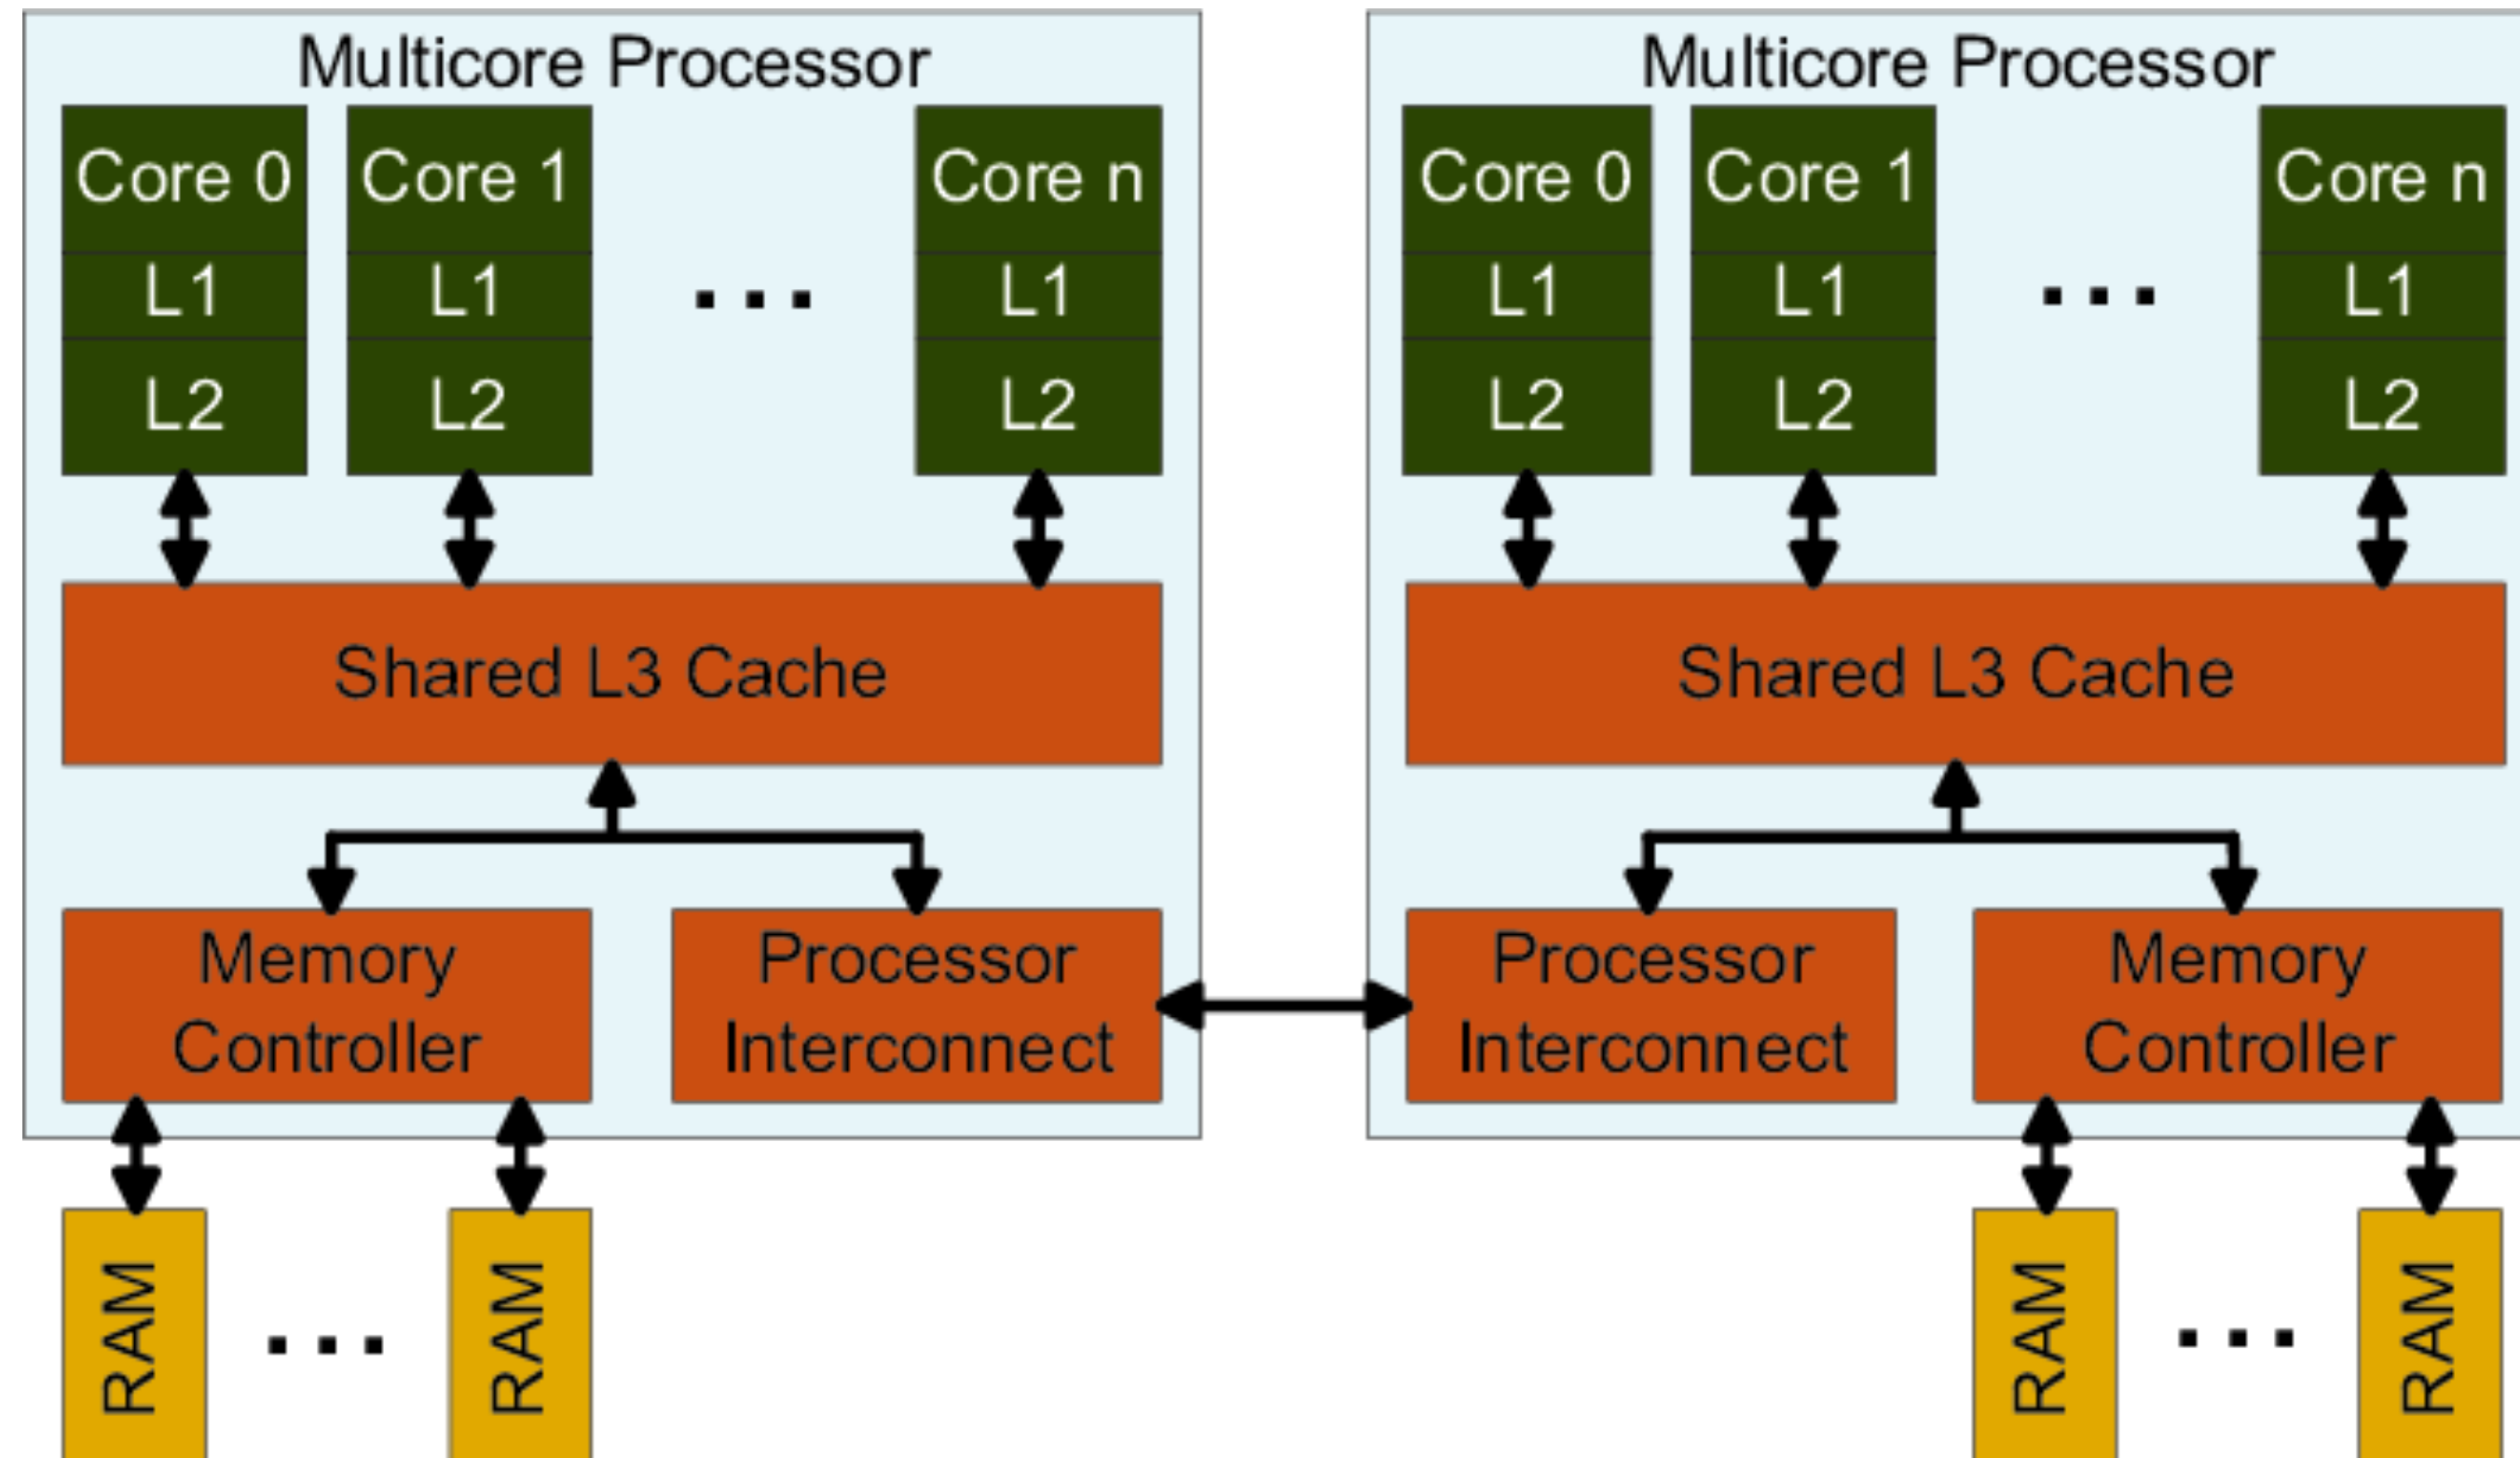 Multicore Processor
Core 0
L1
L2
Core 1
L1
L2
...
Core n
L1
L2
Shared L3 Cache
Memory
Controller
Processor
Interconnect
RAM
...
RAM
Multicore Processor
Core 0
L1
L2
Core 1
L1
L2
...
Core n
L1
L2
Shared L3 Cache
Processor
Interconnect
Memory
Controller
RAM
...
RAM